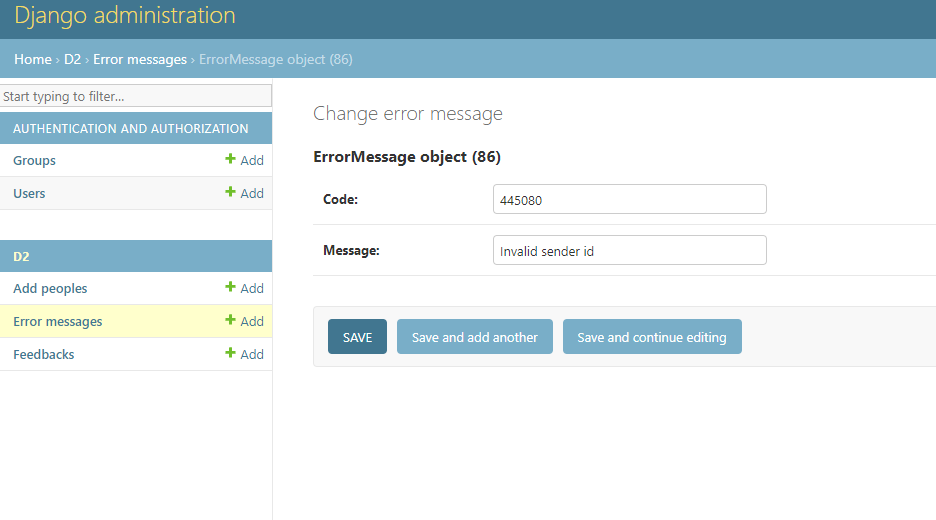 Django administration
Home › D2 › Error messages › ErrorMessage object (86)
Start typing to filter...
AUTHENTICATION AND AUTHORIZATION
Groups + Add
Users + Add
D2
Add peoples + Add
Error messages + Add
Feedbacks + Add
Change error message
ErrorMessage object (86)
Code: 445080
Message: Invalid sender id
SAVE Save and add another Save and continue editing